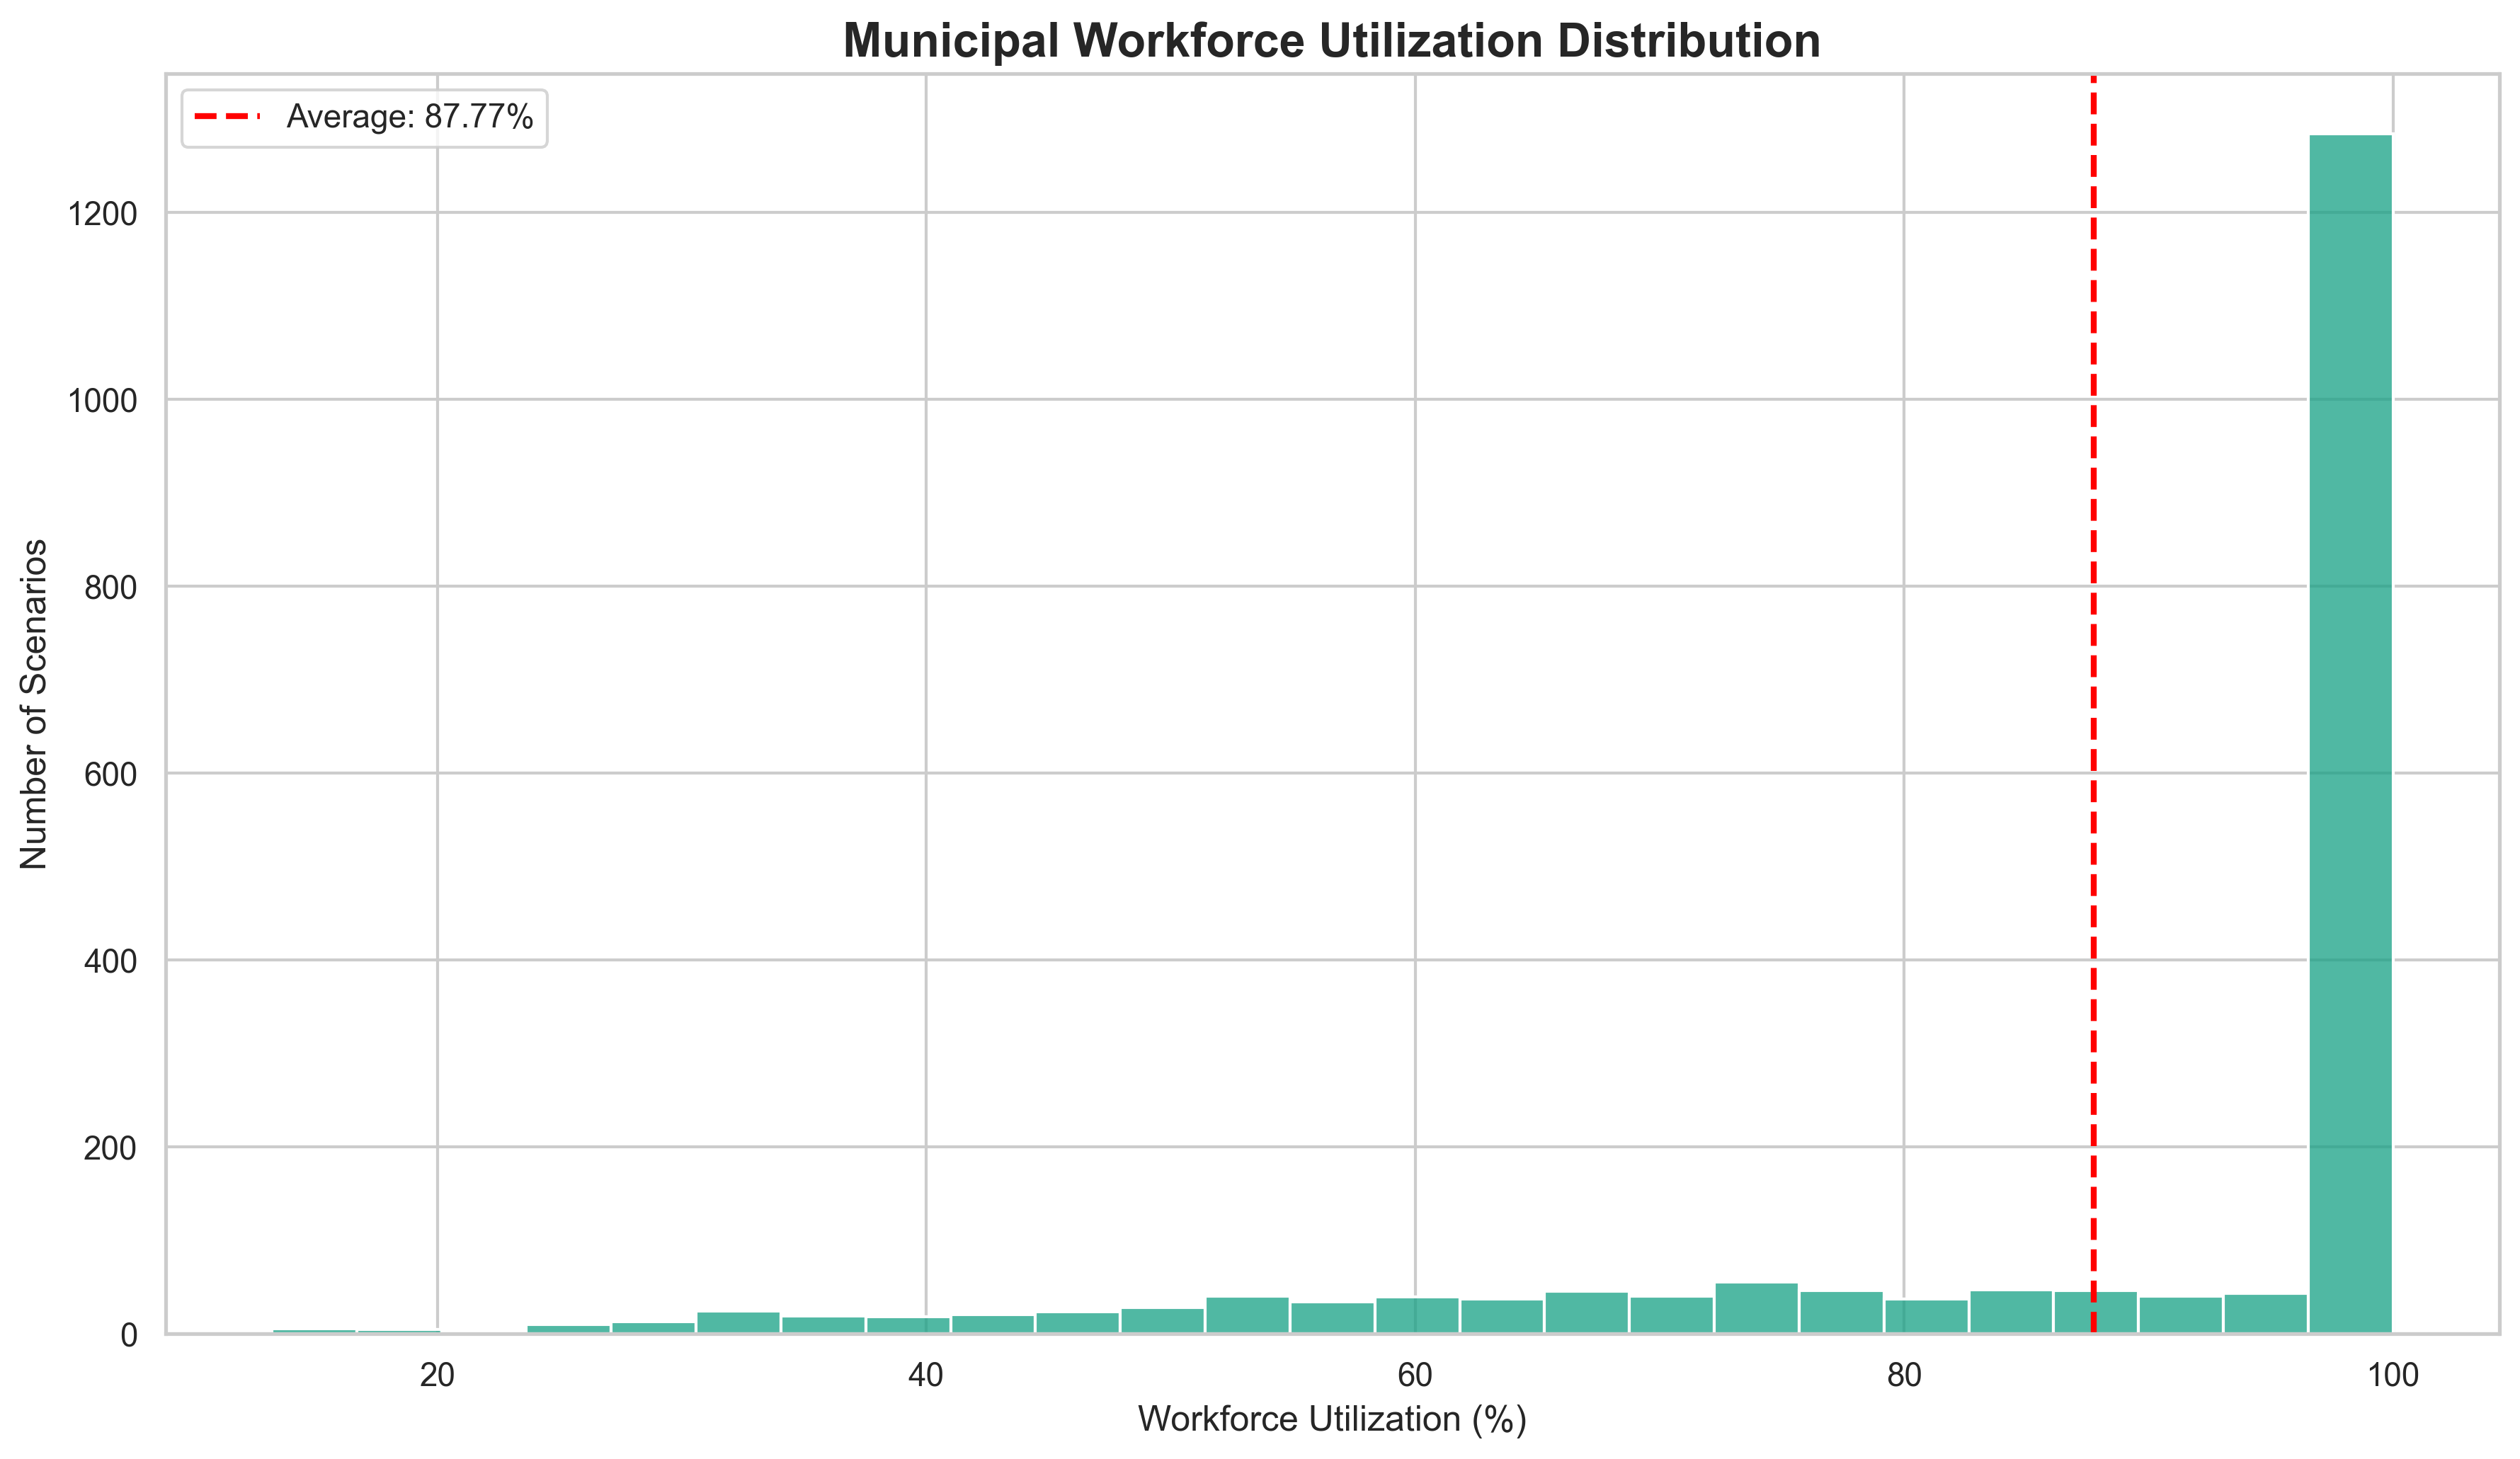 Municipal Workforce Utilization Distribution
Average: 87.77%
1200
1000
800
600
400
200
0
Number of Scenarios
20 40 60 80 100
Workforce Utilization (%)